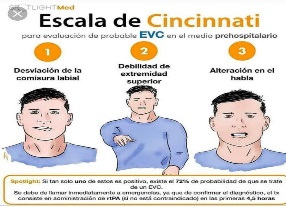 TLIGHTMed
Escala de Cincinnati
para evaluación de probable EVC en el medio prehospitalario
1
2
3
Desviación de la
comisura labial
Debilidad de
extremidad
superior
Alteración en el
habla
Spotlight: Si tan solo uno de estos es positivo, existe el 72% de probabilidad de que se trate
de un EVC.
Se debe de llamar inmediatamente a emergencias, ya que de confirmar el diagnóstico, el tx
consiste en administración de rtPA (si no está contraindicado) en las primeras 4,5 horas